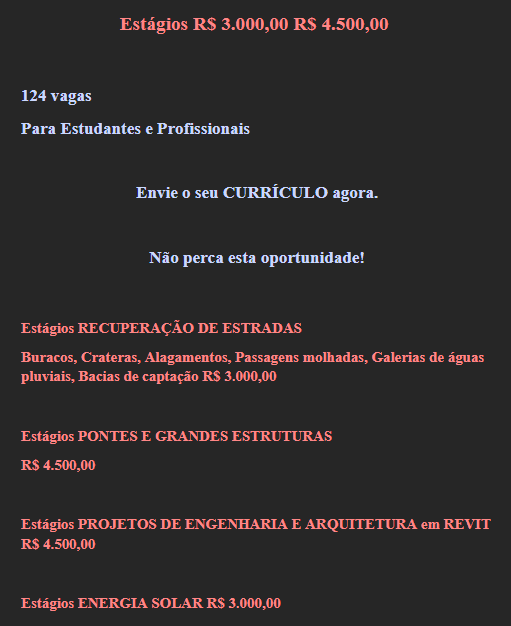 Estágios R$ 3.000,00 R$ 4.500,00
124 vagas
Para Estudantes e Profissionais
Envie o seu CURRÍCULO agora.
Não perca esta oportunidade!
Estágios RECUPERAÇÃO DE ESTRADAS
Buracos, Crateras, Alagamentos, Passagens molhadas, Galerias de águas
pluviais, Bacias de captação R$ 3.000,00
Estágios PONTES E GRANDES ESTRUTURAS
R$ 4.500,00
Estágios PROJETOS DE ENGENHARIA E ARQUITETURA em REVIT
R$ 4.500,00
Estágios ENERGIA SOLAR R$ 3.000,00